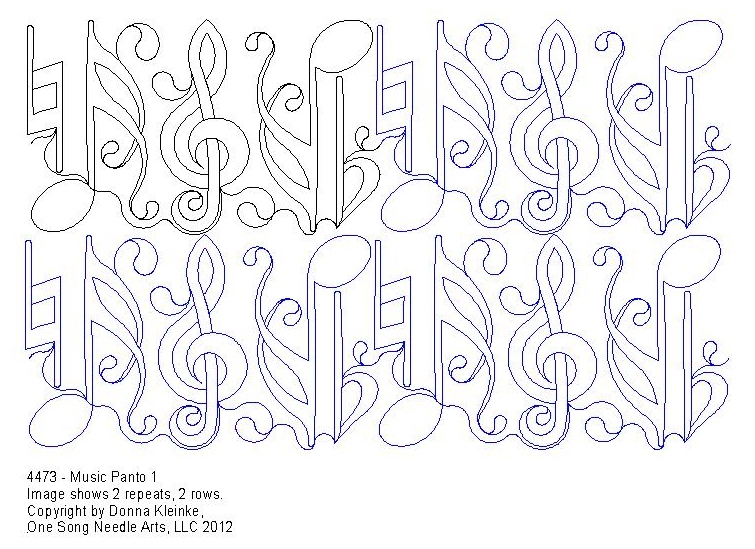 4473 - Music Panto 1
Image shows 2 repeats, 2 rows.
Copyright by Donna Kleinke,
One Song Needle Arts, LLC 2012